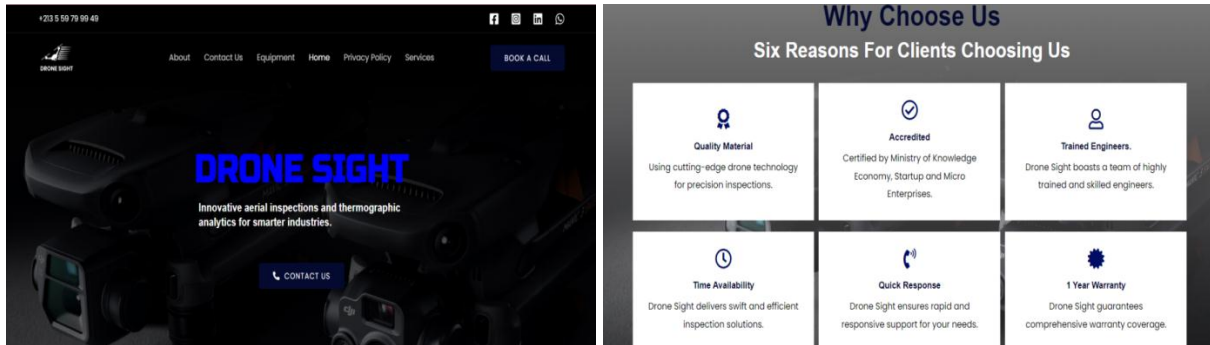 +213 5 59 79 99 49
DRONE SIGHT
About Contact Us Equipment Home Privacy Policy Services
BOOK A CALL
DRONE SIGHT
Innovative aerial inspections and thermographic
analytics for smarter industries.
CONTACT US
dji
Why Choose Us
Six Reasons For Clients Choosing Us
Quality Material
Using cutting-edge drone technology
for precision inspections.
Accredited
Certified by Ministry of Knowledge
Economy, Startup and Micro
Enterprises.
Trained Engineers.
Drone Sight boasts a team of highly
trained and skilled engineers.
Time Availability
Drone Sight delivers swift and efficient
inspection solutions.
Quick Response
Drone Sight ensures rapid and
responsive support for your needs.
1 Year Warranty
Drone Sight guarantees
comprehensive warranty coverage.